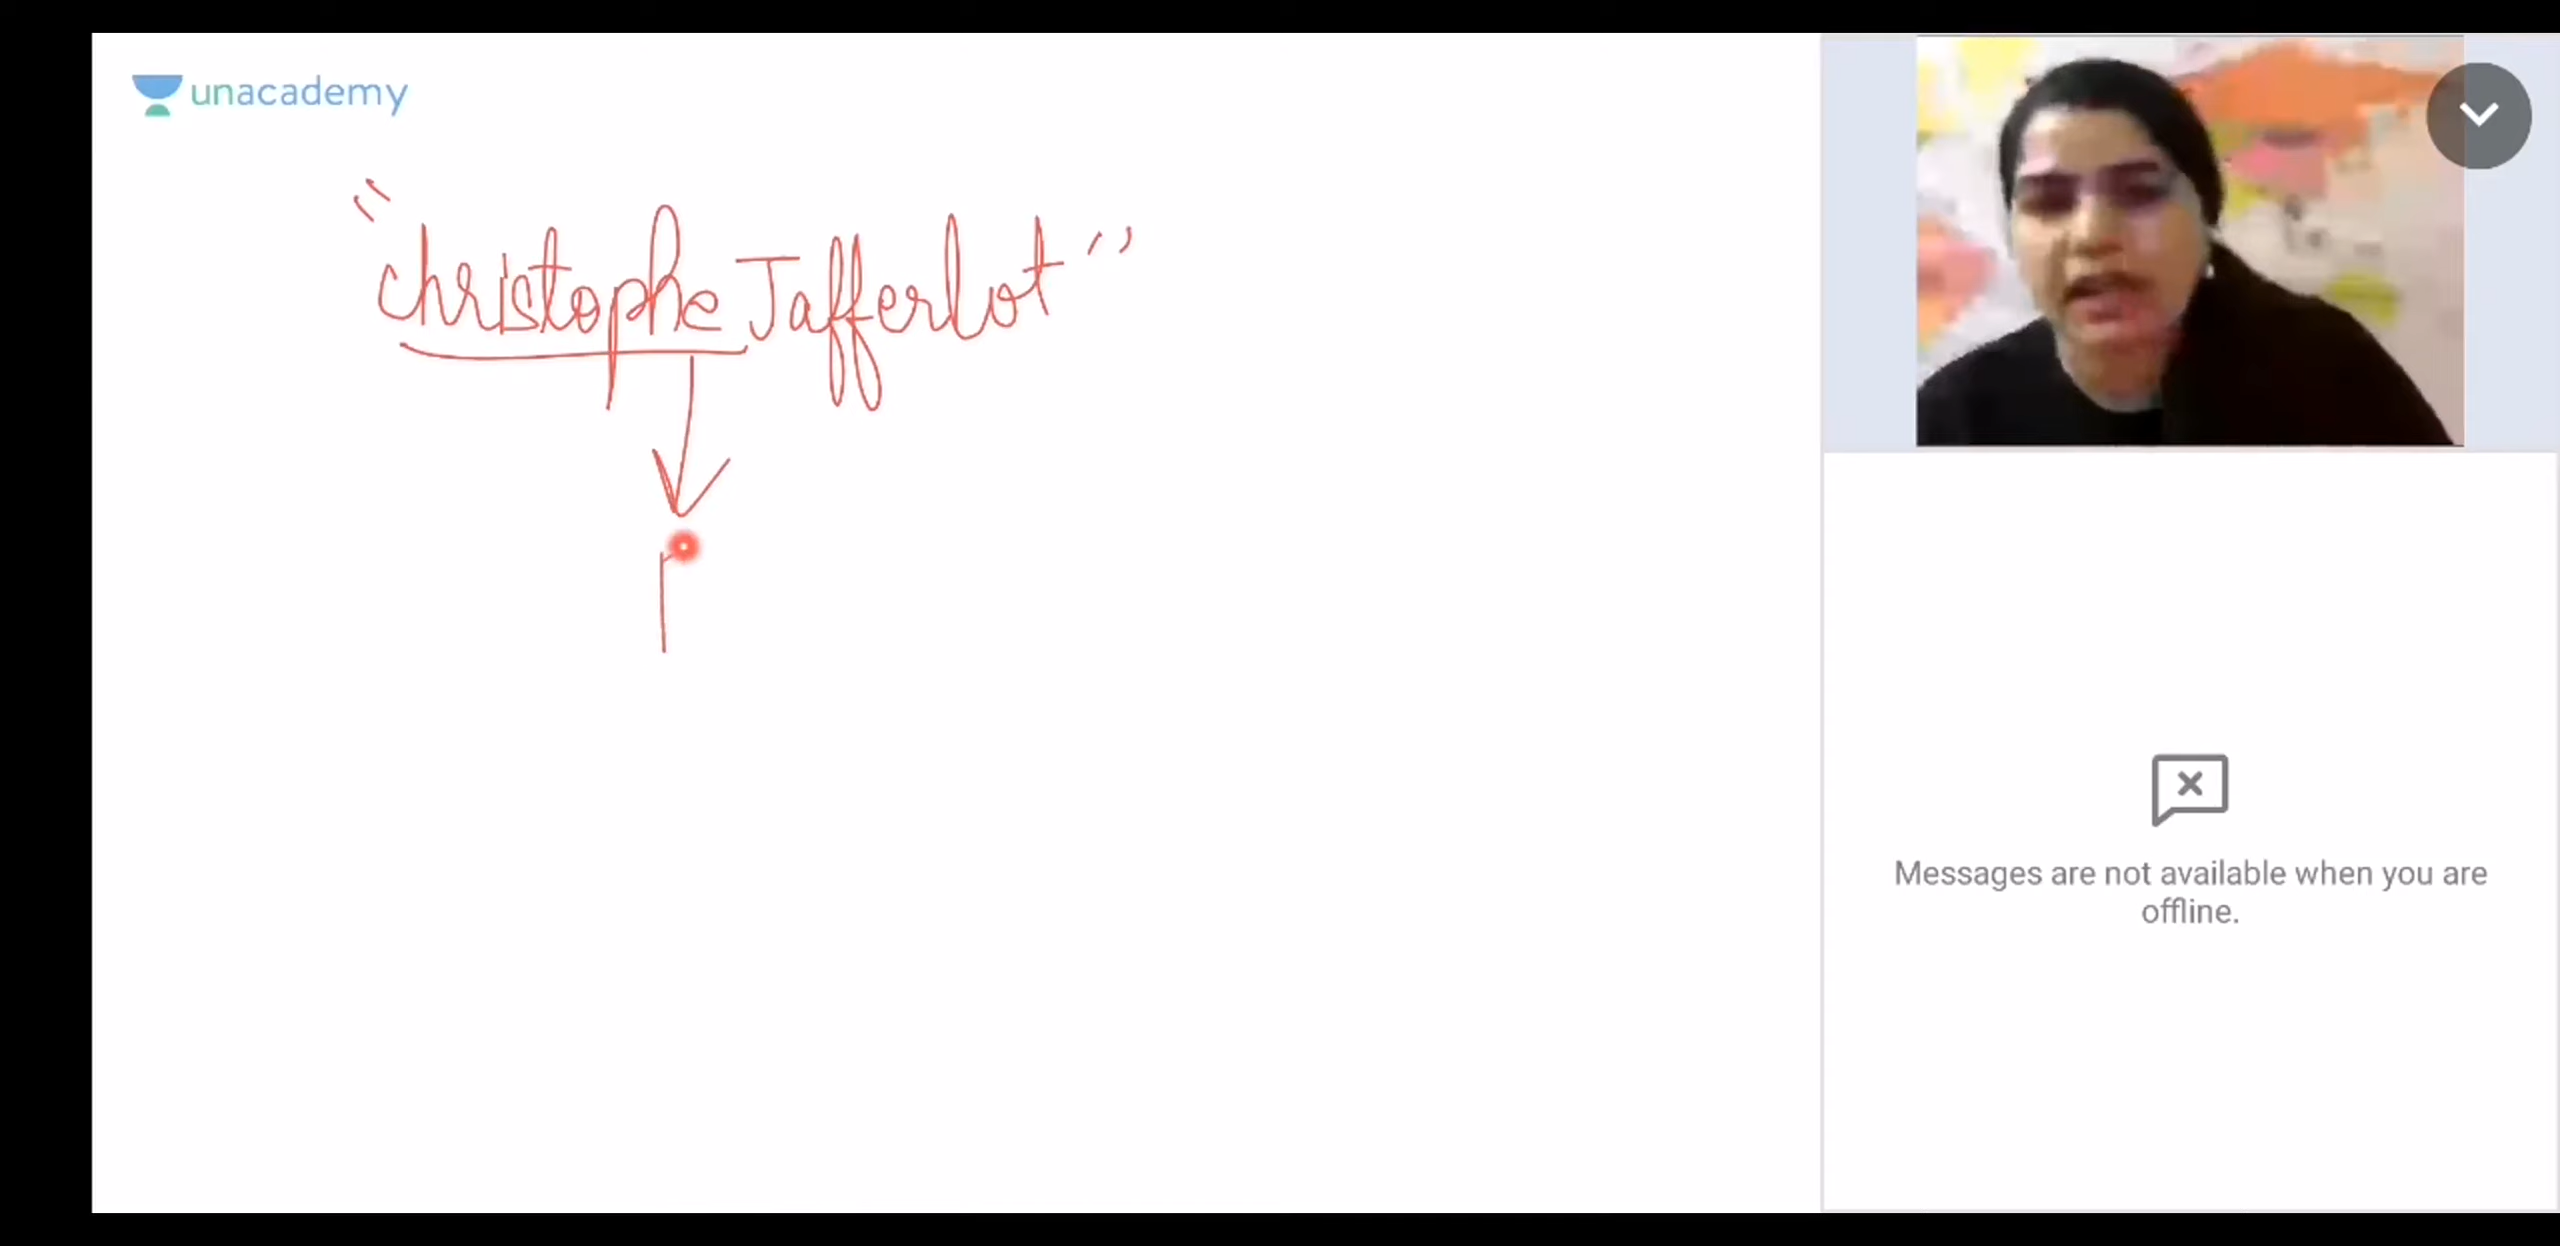 unacademy
"Christophe Jafferlot"
Messages are not available when you are
offline.